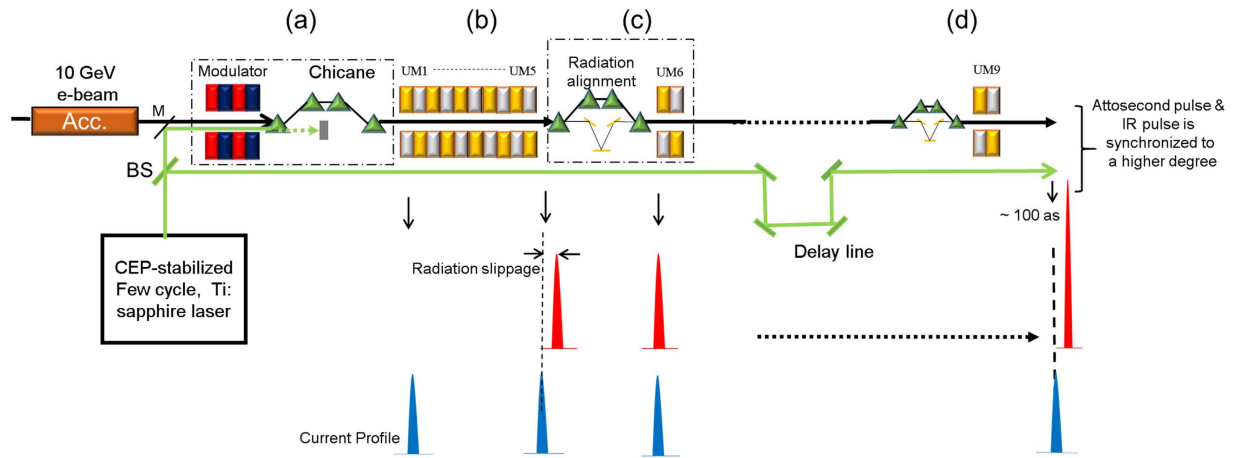 (a)
(b)
(c)
(d)
10 GeV
e-beam
Acc.
M
Modulator
Chicane
UM1
UM5
Radiation
alignment
UM6
UM9
Attosecond pulse &
IR pulse is
synchronized to
a higher degree
BS
~ 100 as
Delay line
CEP-stabilized
Few cycle, Ti:
sapphire laser
Radiation slippage
Current Profile